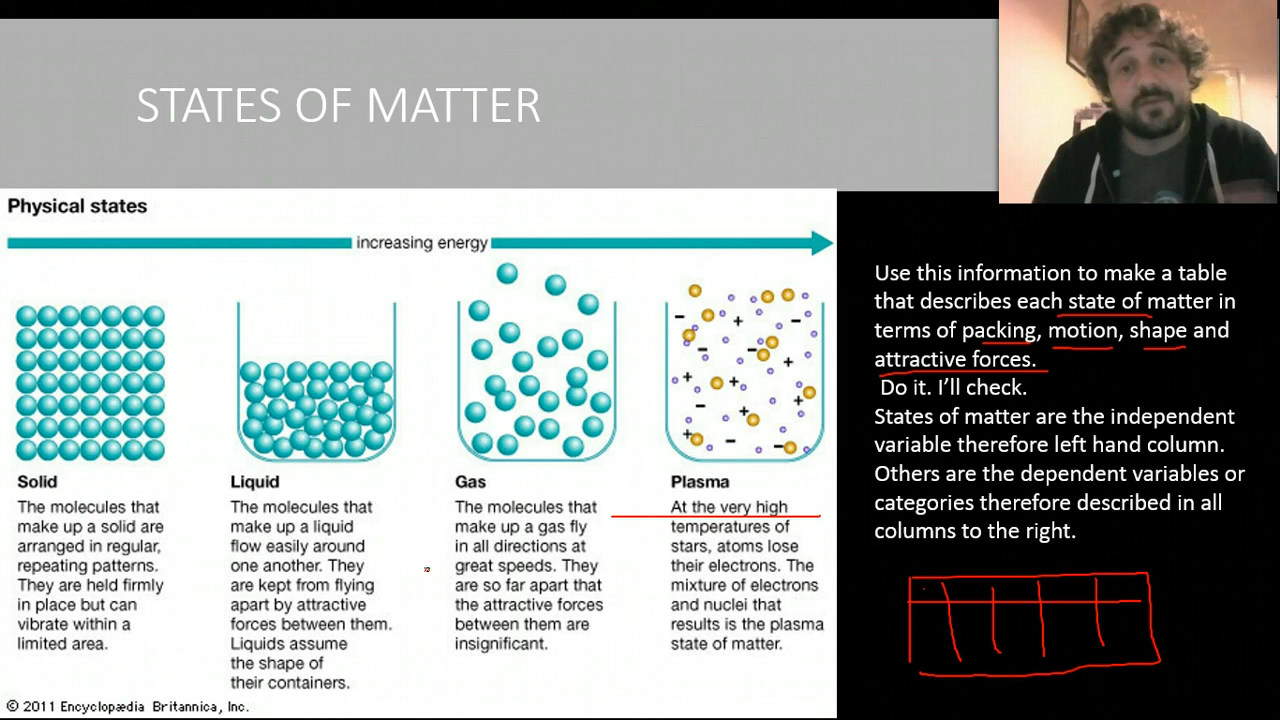 STATES OF MATTER
Physical states
increasing energy
Solid
The molecules that
make up a solid are
arranged in regular,
repeating patterns.
They are held firmly
in place but can
vibrate within a
limited area.
Liquid
The molecules that
make up a liquid
flow easily around
one another. They
are kept from flying
apart by attractive
forces between them.
Liquids assume
the shape of
their containers.
Gas
The molecules that
make up a gas fly
in all directions at
great speeds. They
are so far apart that
the attractive forces
between them are
insignificant.
Plasma
At the very high
temperatures of
stars, atoms lose
their electrons. The
mixture of electrons
and nuclei that
results is the plasma
state of matter.
© 2011 Encyclopædia Britannica, Inc.
Use this information to make a table
that describes each state of matter in
terms of packing, motion, shape and
attractive forces.
Do it. I’ll check.
States of matter are the independent
variable therefore left hand column.
Others are the dependent variables or
categories therefore described in all
columns to the right.